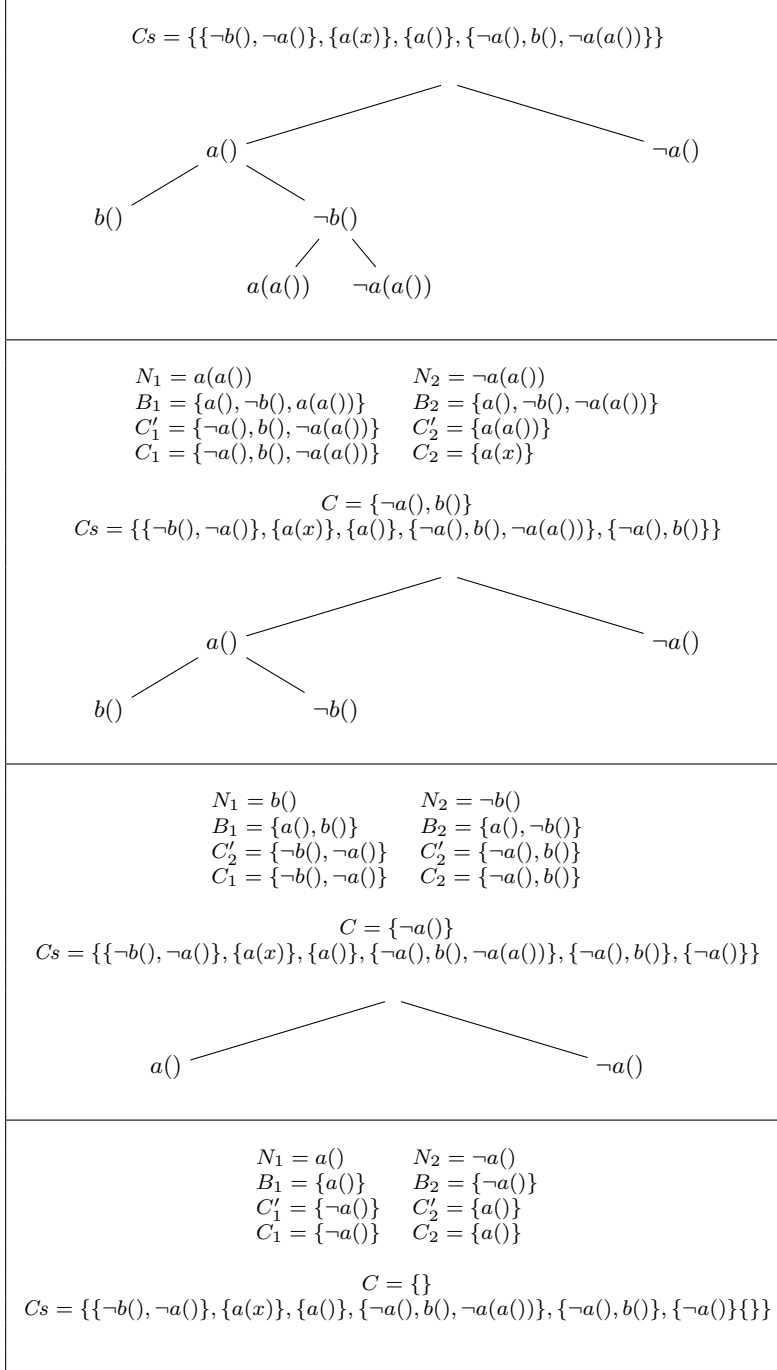 Cs = {{¬b(), ¬a()}, {a(x)}, {a()}, {¬a(), b(), ¬a(a())}}
a() ¬a()
b() ¬b()
a(a()) ¬a(a())
N₁ = a(a()) N₂ = ¬a(a())
B₁ = {a(), ¬b(), a(a())} B₂ = {a(), ¬b(), ¬a(a())}
C′₁ = {¬a(), b(), ¬a(a())} C′₂ = {a(a())}
C₁ = {¬a(), b(), ¬a(a())} C₂ = {a(x)}
C = {¬a(), b()}
Cs = {{¬b(), ¬a()}, {a(x)}, {a()}, {¬a(), b(), ¬a(a())}, {¬a(), b()}}
a() ¬a()
b() ¬b()
N₁ = b() N₂ = ¬b()
B₁ = {a(), b()} B₂ = {a(), ¬b()}
C′₂ = {¬b(), ¬a()} C′₂ = {¬a(), b()}
C₁ = {¬b(), ¬a()} C₂ = {¬a(), b()}
C = {¬a()}
Cs = {{¬b(), ¬a()}, {a(x)}, {a()}, {¬a(), b(), ¬a(a())}, {¬a(), b()}, {¬a()}}
a() ¬a()
N₁ = a() N₂ = ¬a()
B₁ = {a()} B₂ = {¬a()}
C′₁ = {¬a()} C′₂ = {a()}
C₁ = {¬a()} C₂ = {a()}
C = {}
Cs = {{¬b(), ¬a()}, {a(x)}, {a()}, {¬a(), b(), ¬a(a())}, {¬a(), b()}, {¬a()}{}}